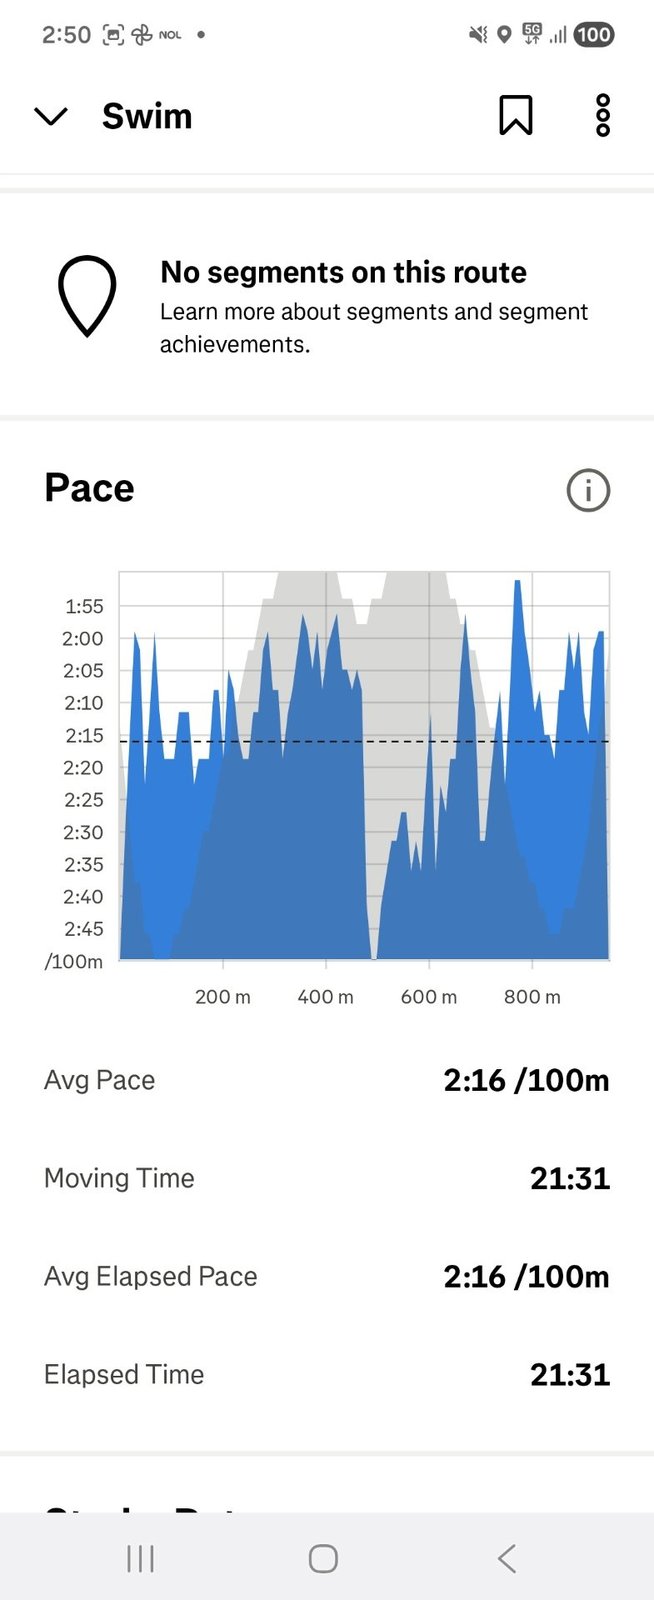 2:50 NOL 5G 100
Swim
No segments on this route
Learn more about segments and segment
achievements.
Pace
i
1:55
2:00
2:05
2:10
2:15
2:20
2:25
2:30
2:35
2:40
2:45
/100m
200 m 400 m 600 m 800 m
Avg Pace 2:16 /100m
Moving Time 21:31
Avg Elapsed Pace 2:16 /100m
Elapsed Time 21:31